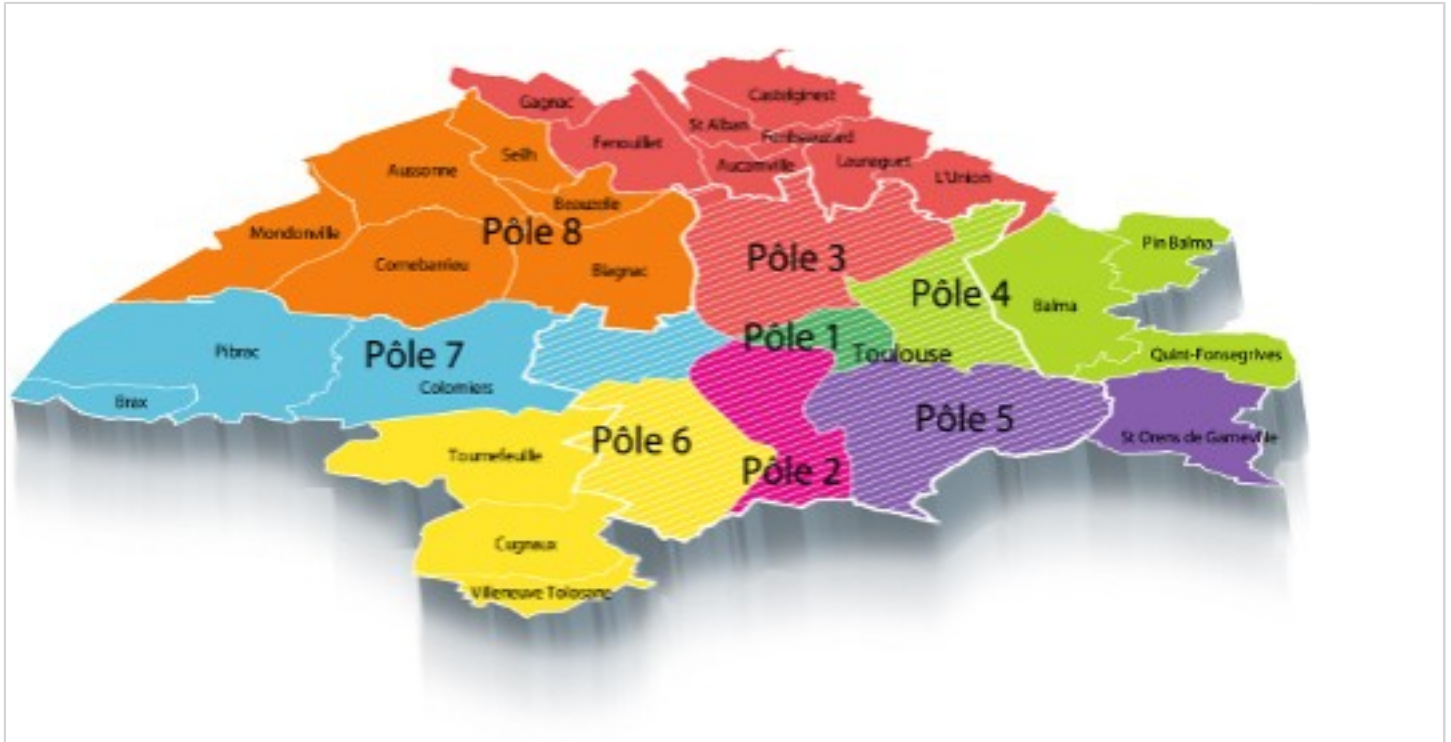 Castelginest
Gagnac
St Alban
Fonbeauzard
Fenouillet
Seilh
Aucamville
Launaguet
Aussonne
L'Union
Beauzelle
Mondonville
Pôle 8
Pin Balma
Pôle 3
Cornebarrieu
Blagnac
Pôle 4
Balma
Pôle 1
Pibrac
Pôle 7
Toulouse
Quint-Fonsegrives
Colomiers
Brax
Pôle 5
Pôle 6
St Orens de Gameville
Tournefeuille
Pôle 2
Cugnaux
Villeneuve Tolosane